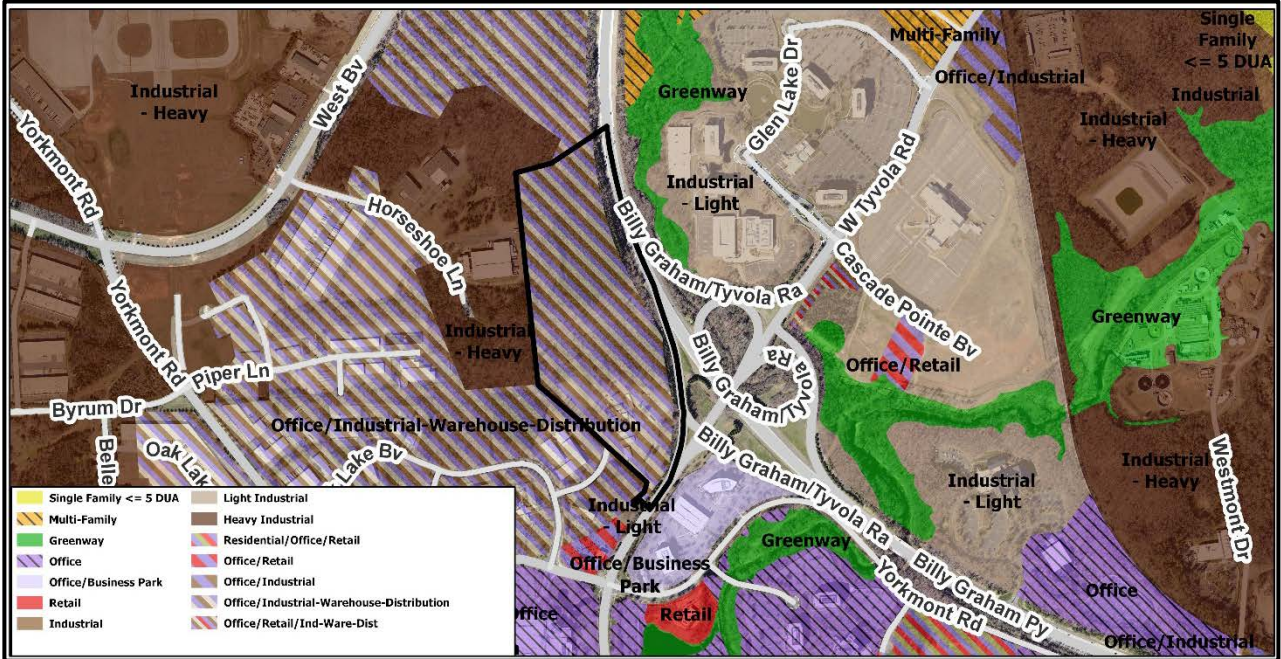 Single
Family
<= 5 DUA
Multi-Family
Office/Industrial
Industrial
Greenway
Industrial
- Heavy
Industrial
- Heavy
West Bv
Glen Lake Dr
W Tyvola Rd
Yorkmont Rd
Industrial
- Light
Horseshoe Ln
Billy Graham/Tyvola Ra
Cascade Pointe Bv
Yorkmont Rd
Greenway
Industrial
- Heavy
Billy Graham/Tyvola Ra
Tyvola Ra
Office/Retail
Piper Ln
Byrum Dr
Belle
Oak Lak
Office/Industrial-Warehouse-Distribution
Lake Bv
Billy Graham/Tyvola Ra
Industrial
- Heavy
Westmont Dr
Industrial
- Light
Industrial
- Light
Greenway
Office/Business
Park
Yorkmont Rd
Billy Graham Py
Office
Office
Retail
Office/Industrial
Single Family <= 5 DUA
Multi-Family
Greenway
Office
Office/Business Park
Retail
Industrial
Light Industrial
Heavy Industrial
Residential/Office/Retail
Office/Retail
Office/Industrial
Office/Industrial-Warehouse-Distribution
Office/Retail/Ind-Ware-Dist